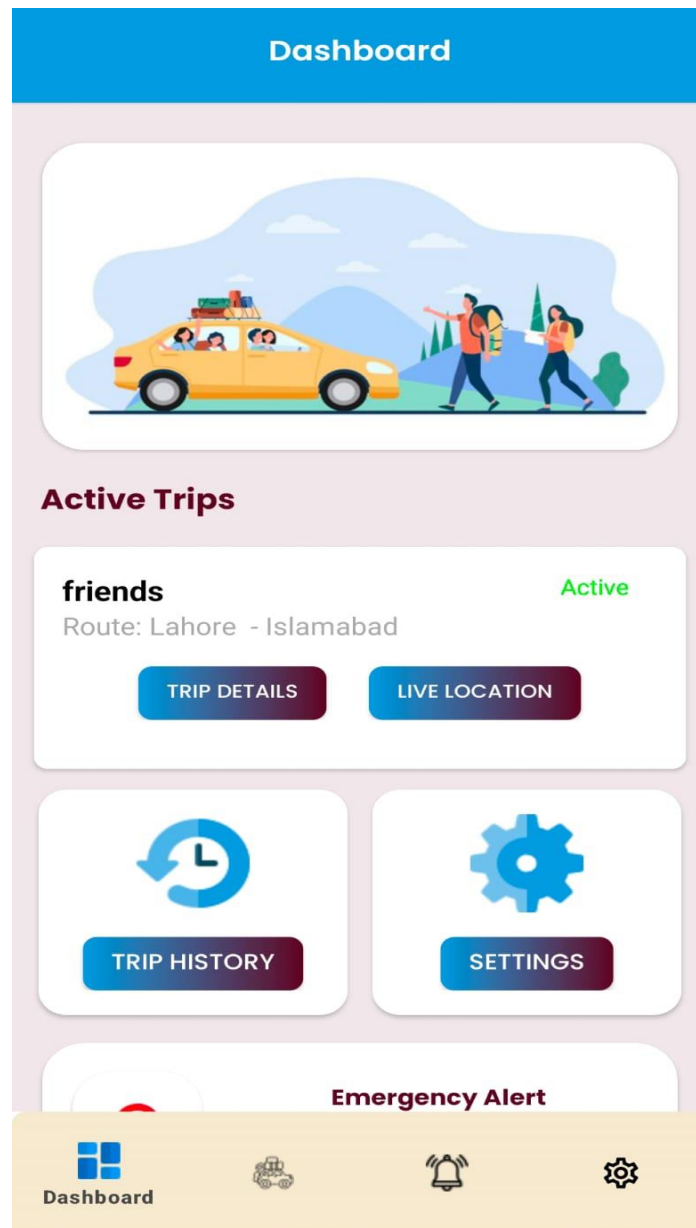 Dashboard
Active Trips
friends
Active
Route: Lahore - Islamabad
TRIP DETAILS
LIVE LOCATION
TRIP HISTORY
SETTINGS
Emergency Alert
Dashboard